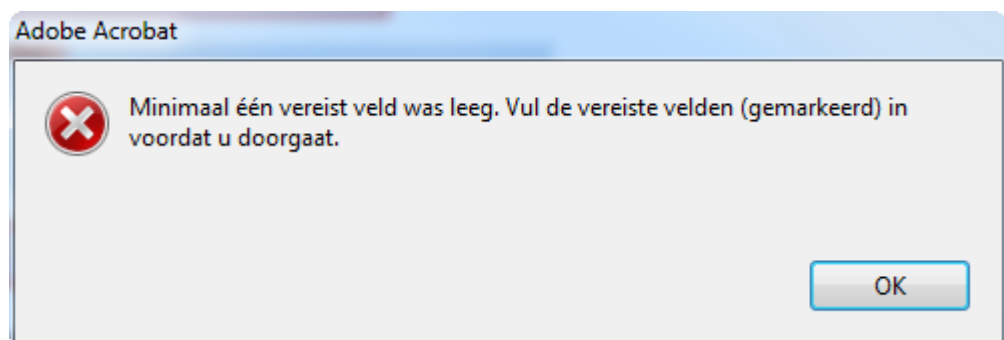 Adobe Acrobat
Minimaal één vereist veld was leeg. Vul de vereiste velden (gemarkeerd) in
voordat u doorgaat.
OK